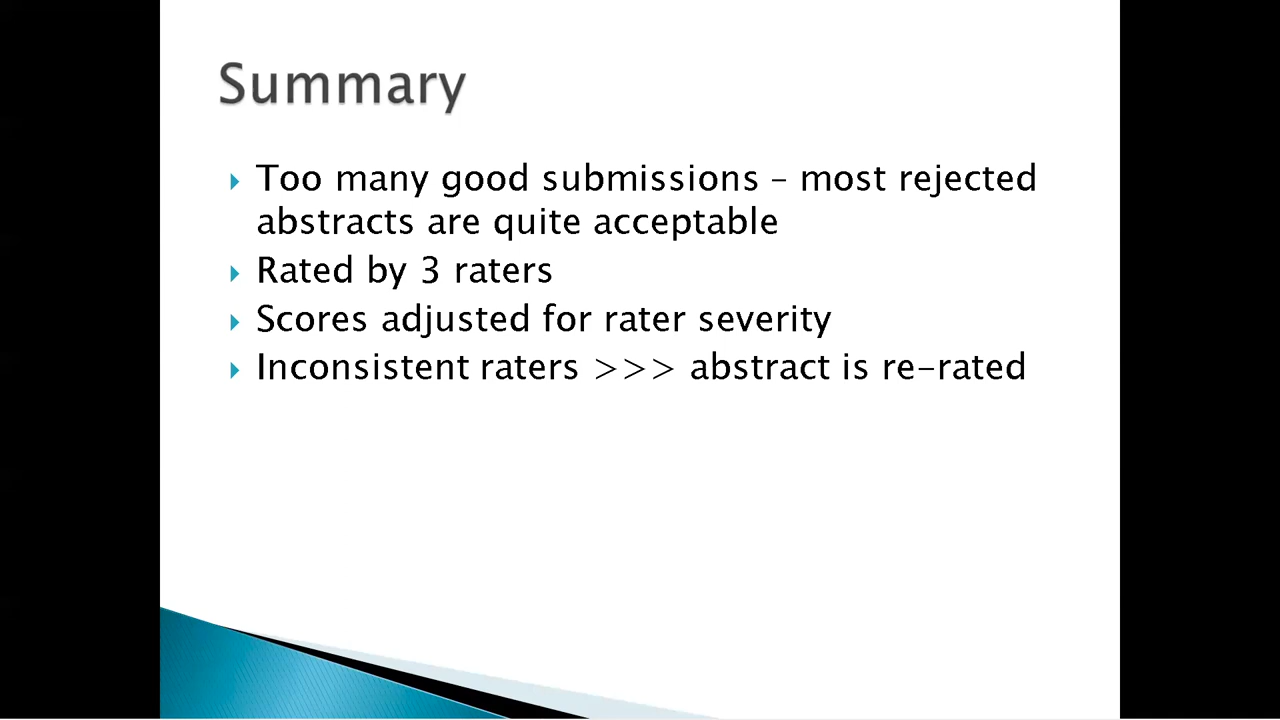 Summary
Too many good submissions – most rejected
abstracts are quite acceptable
Rated by 3 raters
Scores adjusted for rater severity
Inconsistent raters >>> abstract is re-rated